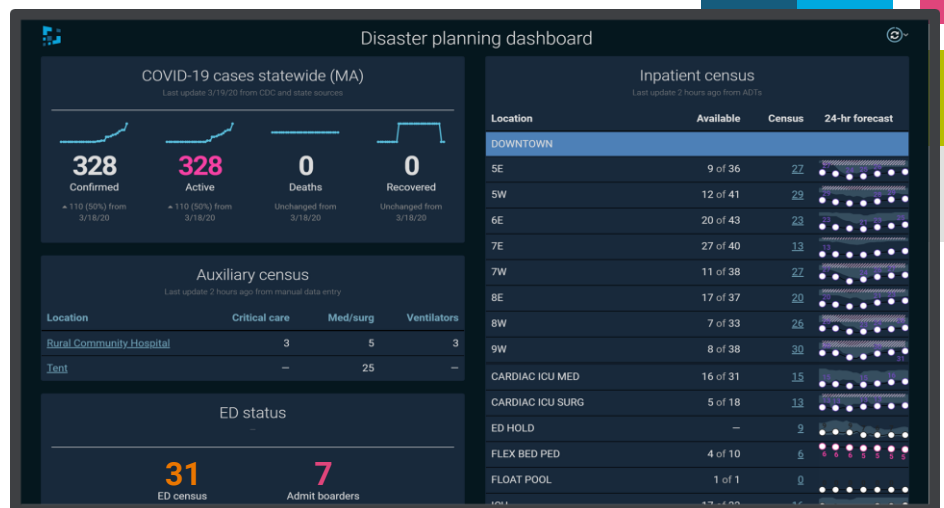 Disaster planning dashboard
COVID-19 cases statewide (MA)
Last update 3/19/20 from CDC and state sources
328
Confirmed
110 (50%) from
3/18/20
328
Active
110 (50%) from
3/18/20
0
Deaths
Unchanged from
3/18/20
0
Recovered
Unchanged from
3/18/20
Auxiliary census
Last update 2 hours ago from manual data entry
Location Critical care Med/surg Ventilators
Rural Community Hospital 3 5 3
Tent – 25 –
ED status
–
31
ED census
7
Admit boarders
Inpatient census
Last update 2 hours ago from ADTs
Location Available Census 24-hr forecast
DOWNTOWN
5E 9 of 36 27
5W 12 of 41 29
6E 20 of 43 23
7E 27 of 40 13
7W 11 of 38 27
8E 17 of 37 20
8W 7 of 33 26
9W 8 of 38 30
CARDIAC ICU MED 16 of 31 15
CARDIAC ICU SURG 5 of 18 13
ED HOLD – 9
FLEX BED PED 4 of 10 6 6 6 6 5 5 5 5
FLOAT POOL 1 of 1 0